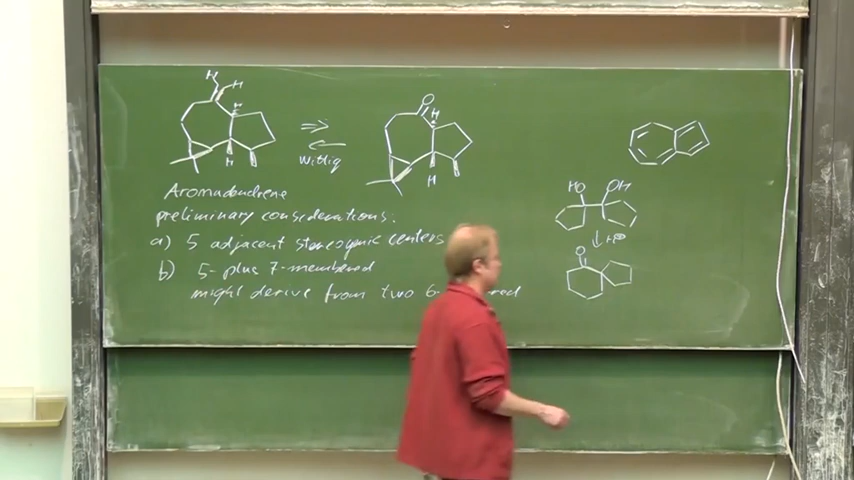 H
H
H
H
Wittig
O
H
H
HO OH
H⊕
O
Aromadendrene
preliminary considerations:
a) 5 adjacent stereogenic centers
b) 5-plus 7-membered
might derive from two 6-